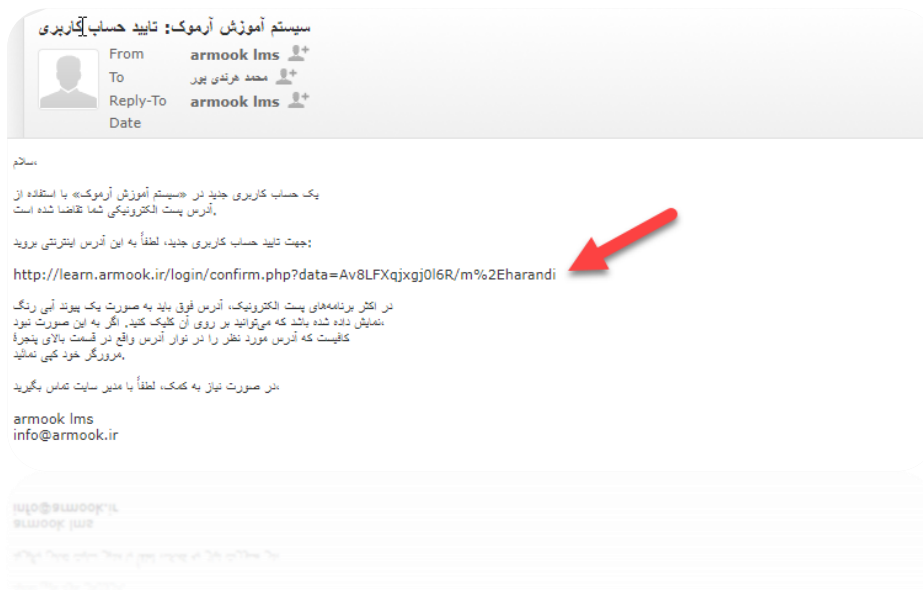 سیستم آموزش آرموک: تایید حساب کاربری
From armook lms
To محمد هرندی پور
Reply-To armook lms
Date
سلام،
یک حساب کاربری جدید در «سیستم آموزش آرموک» با استفاده از
آدرس پست الکترونیکی شما تقاضا شده است.
جهت تایید حساب کاربری جدید، لطفاً به این آدرس اینترنتی بروید:
http://learn.armook.ir/login/confirm.php?data=Av8LFXqjxgj0l6R/m%2Eharandi
در اکثر برنامه‌های پست الکترونیک، آدرس فوق باید به صورت یک پیوند آبی رنگ
نمایش داده شده باشد که می‌توانید بر روی آن کلیک کنید. اگر به این صورت نبود،
کافیست که آدرس مورد نظر را در نوار آدرس واقع در قسمت بالای پنجرهٔ
مرورگر خود کپی نمائید.
در صورت نیاز به کمک، لطفاً با مدیر سایت تماس بگیرید،
armook lms
info@armook.ir